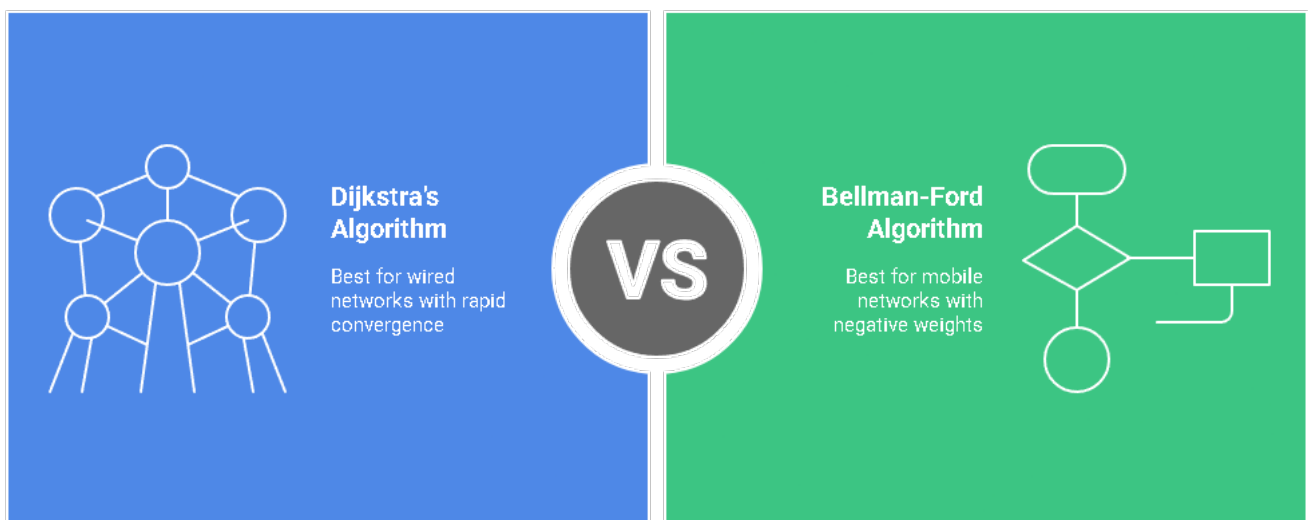 Dijkstra's
Algorithm
Best for wired
networks with rapid
convergence
VS
Bellman-Ford
Algorithm
Best for mobile
networks with
negative weights